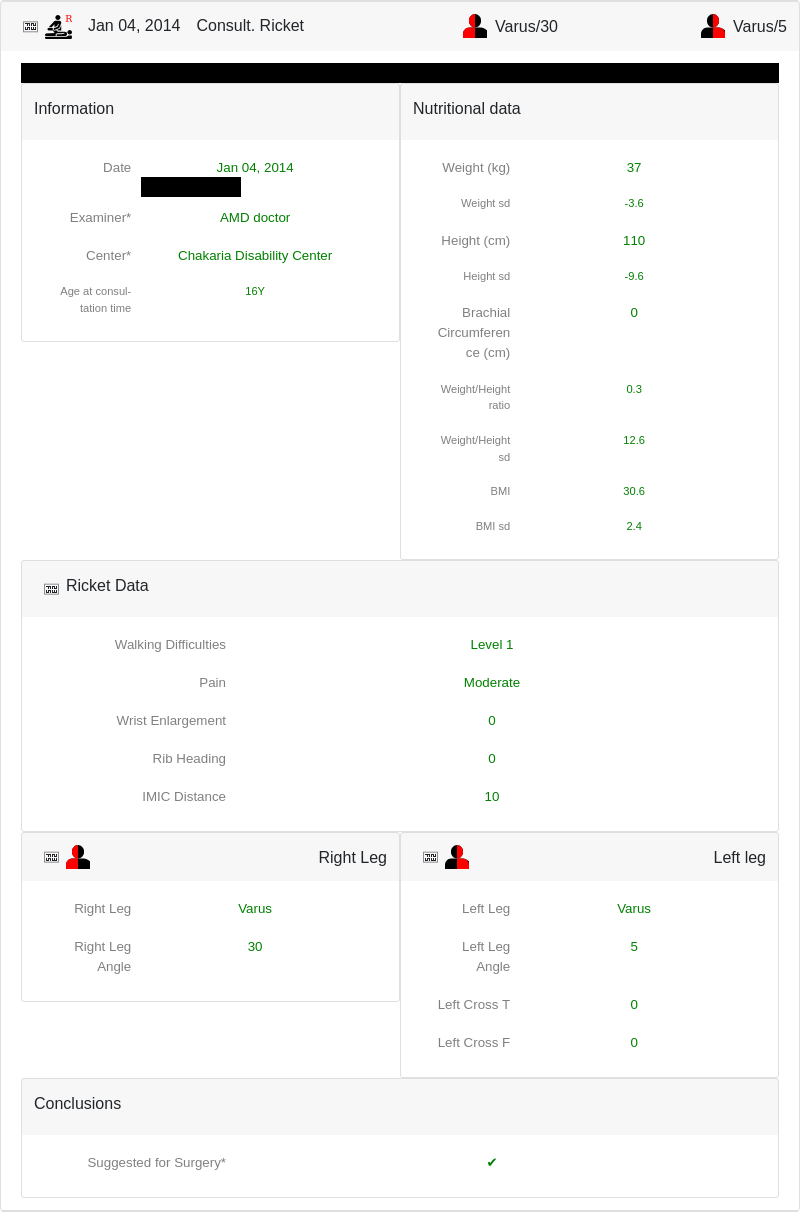 R
Jan 04, 2014 Consult. Ricket Varus/30 Varus/5
Information
Date Jan 04, 2014
Examiner* AMD doctor
Center* Chakaria Disability Center
Age at consul-
tation time 16Y
Nutritional data
Weight (kg) 37
Weight sd -3.6
Height (cm) 110
Height sd -9.6
Brachial 0
Circumferen
ce (cm)
Weight/Height 0.3
ratio
Weight/Height 12.6
sd
BMI 30.6
BMI sd 2.4
Ricket Data
Walking Difficulties Level 1
Pain Moderate
Wrist Enlargement 0
Rib Heading 0
IMIC Distance 10
Right Leg
Right Leg Varus
Right Leg 30
Angle
Left leg
Left Leg Varus
Left Leg 5
Angle
Left Cross T 0
Left Cross F 0
Conclusions
Suggested for Surgery* ✔